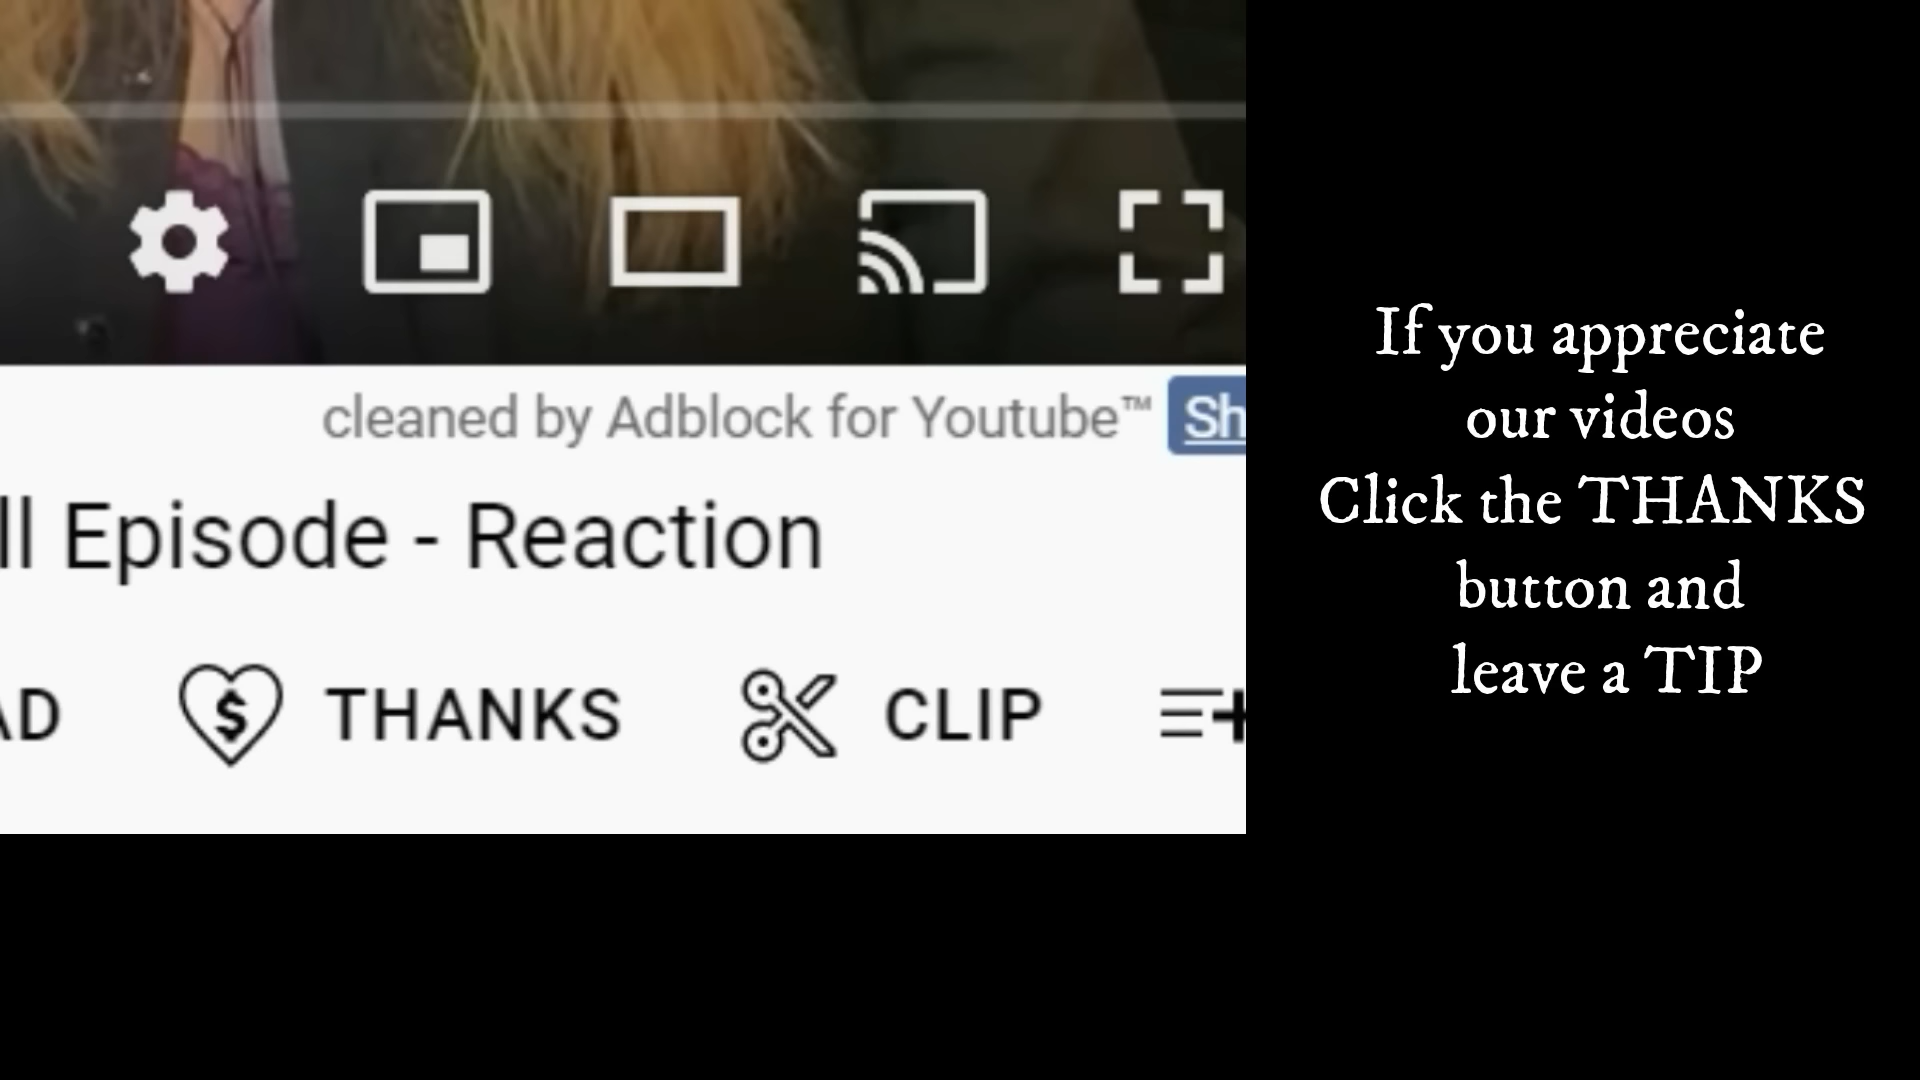 cleaned by Adblock for Youtube™ Sh
ll Episode - Reaction
AD THANKS CLIP
If you appreciate
our videos
Click the THANKS
button and
leave a TIP